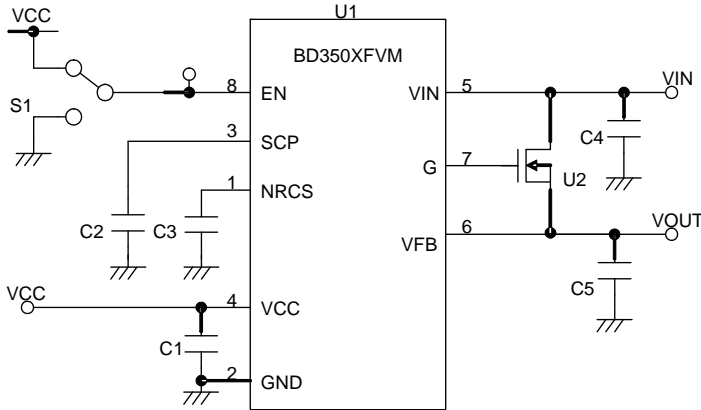 U1
VCC
BD350XFVM
S1
8 EN
3 SCP
1 NRCS
C2
C3
VCC
4 VCC
C1
2 GND
VIN 5
VIN
C4
G 7
U2
VFB 6
VOUT
C5